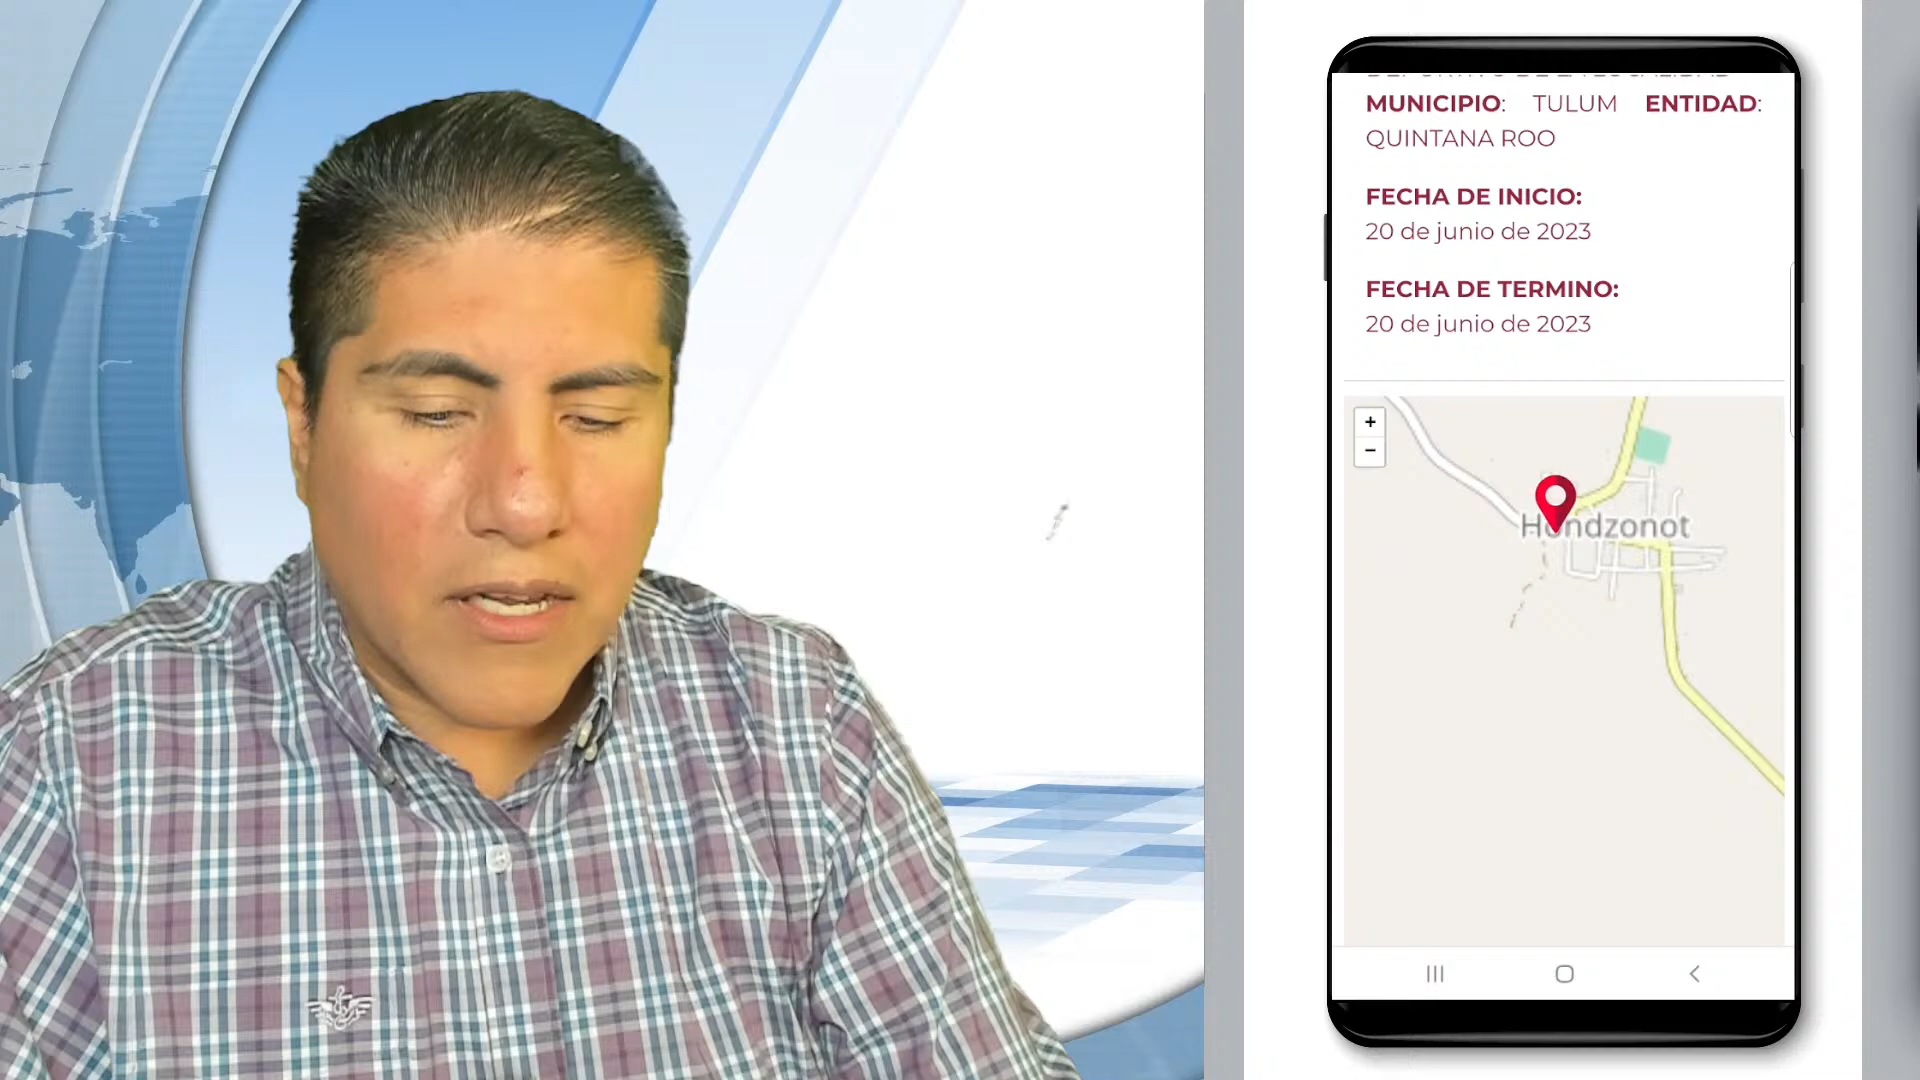 MUNICIPIO: TULUM ENTIDAD:
QUINTANA ROO
FECHA DE INICIO:
20 de junio de 2023
FECHA DE TERMINO:
20 de junio de 2023
+
−
Hondzonot